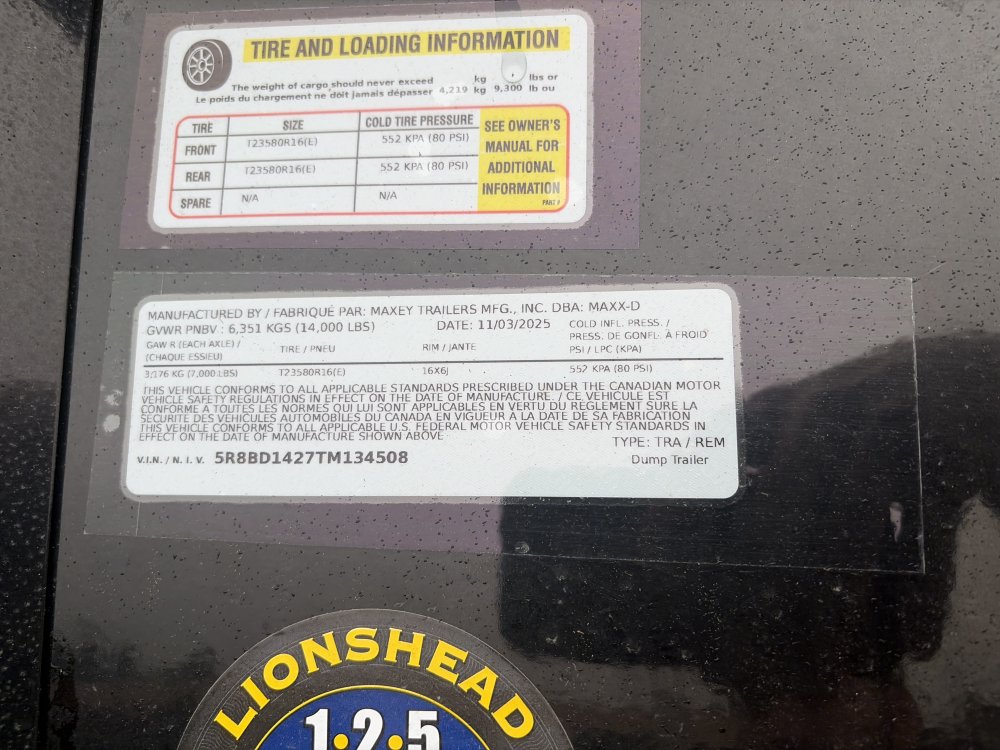 TIRE AND LOADING INFORMATION
The weight of cargo should never exceed kg lbs or
Le poids du chargement ne doit jamais dépasser 4,219 kg 9,300 lb ou
TIRE SIZE COLD TIRE PRESSURE
FRONT T23580R16(E) 552 KPA (80 PSI)
REAR T23580R16(E) 552 KPA (80 PSI)
SPARE N/A N/A
SEE OWNER'S
MANUAL FOR
ADDITIONAL
INFORMATION
PART #
MANUFACTURED BY / FABRIQUÉ PAR: MAXEY TRAILERS MFG., INC. DBA: MAXX-D
GVWR PNBV : 6,351 KGS (14,000 LBS) DATE: 11/03/2025 COLD INFL. PRESS. /
PRESS. DE GONFL. À FROID
GAW R (EACH AXLE) / TIRE / PNEU RIM / JANTE PSI / LPC (KPA)
(CHAQUE ESSIEU)
3,176 KG (7,000 LBS) T23580R16(E) 16X6J 552 KPA (80 PSI)
THIS VEHICLE CONFORMS TO ALL APPLICABLE STANDARDS PRESCRIBED UNDER THE CANADIAN MOTOR
VEHICLE SAFETY REGULATIONS IN EFFECT ON THE DATE OF MANUFACTURE. / CE VEHICULE EST
CONFORME A TOUTES LES NORMES QUI LUI SONT APPLICABLES EN VERTU DU REGLEMENT SURE LA
SECURITE DES VEHICULES AUTOMOBILES DU CANADA EN VIGUEUR A LA DATE DE SA FABRICATION
THIS VEHICLE CONFORMS TO ALL APPLICABLE U.S. FEDERAL MOTOR VEHICLE SAFETY STANDARDS IN
EFFECT ON THE DATE OF MANUFACTURE SHOWN ABOVE
TYPE: TRA / REM
V.I.N. / N. I. V. 5R8BD1427TM134508 Dump Trailer
LIONSHEAD
1·2·5